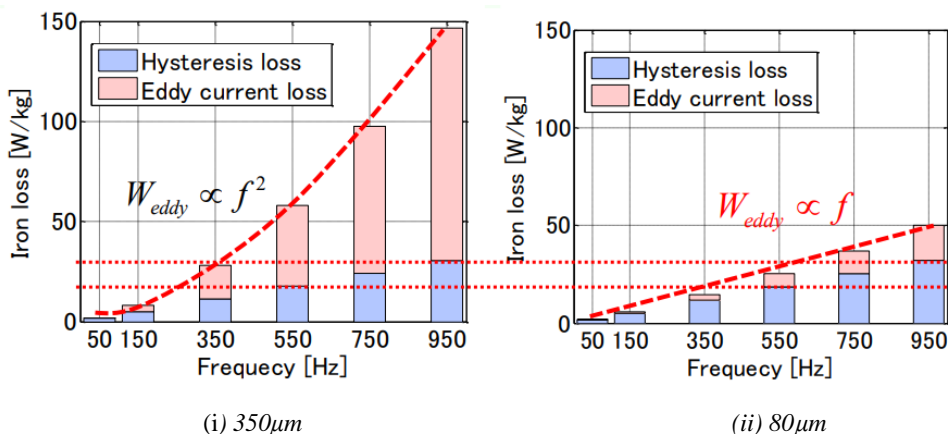 150
100
50
0
Iron loss [W/kg]
Hysteresis loss
Eddy current loss
W_eddy ∝ f²
50 150 350 550 750 950
Frequecy [Hz]
(i) 350μm
150
100
50
0
Iron loss [W/kg]
Hysteresis loss
Eddy current loss
W_eddy ∝ f
50 150 350 550 750 950
Frequecy [Hz]
(ii) 80μm